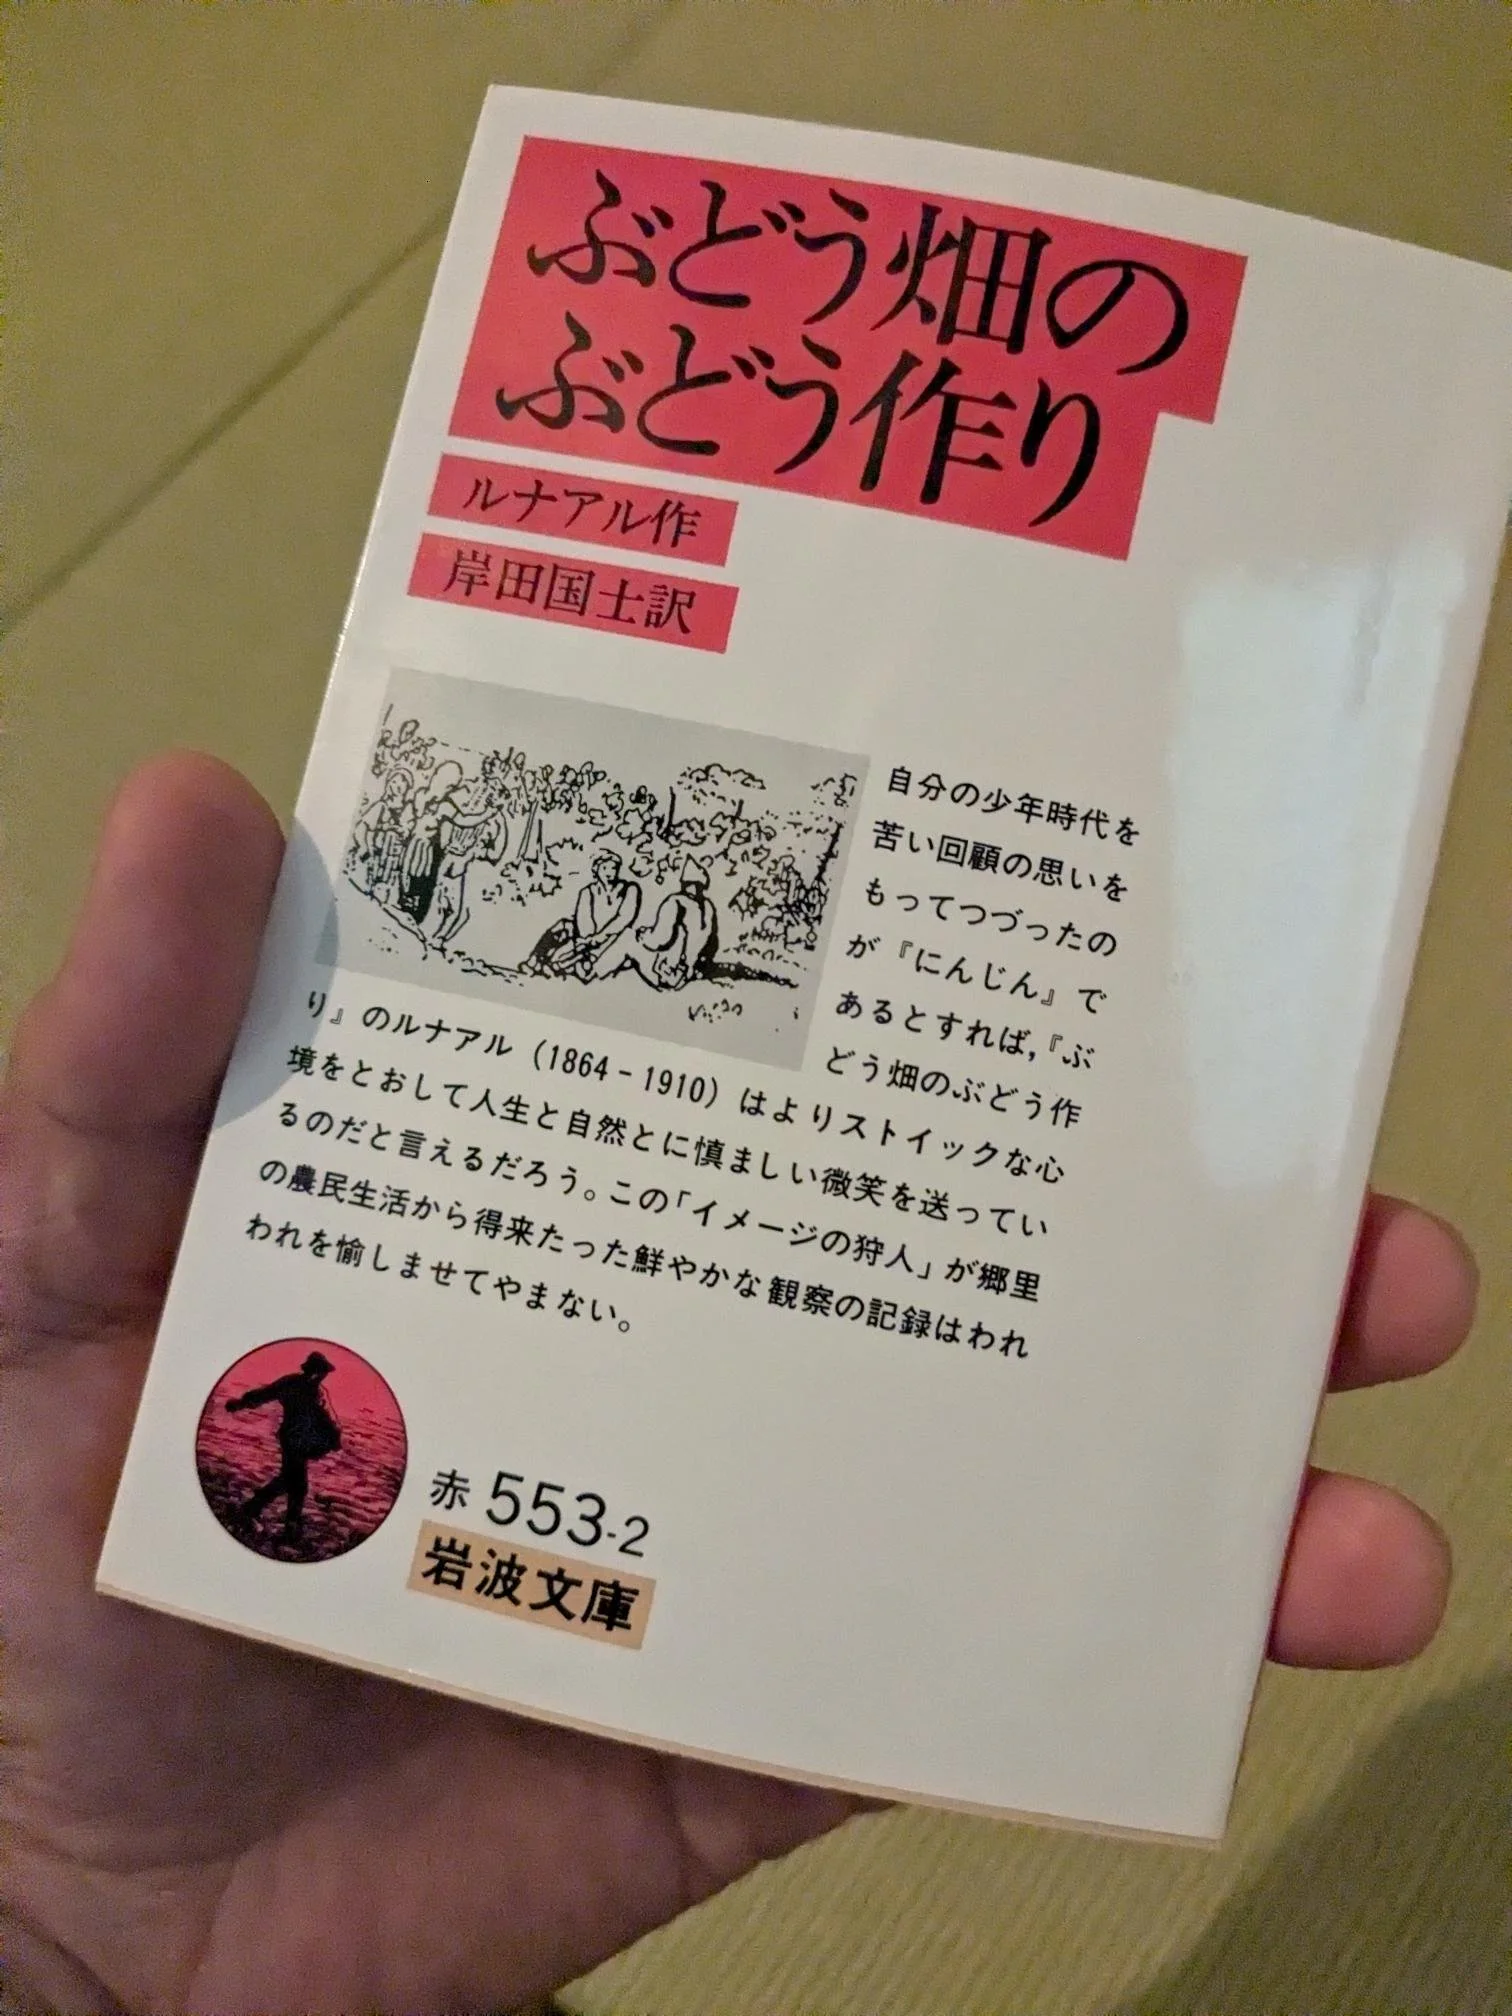 ぶどう畑の
ぶどう作り
ルナアル作
岸田国士訳
自分の少年時代を
苦い回顧の思いを
もってつづったの
が『にんじん』で
あるとすれば,『ぶ
どう畑のぶどう作
り』のルナアル（1864－1910）はよりストイックな心
境をとおして人生と自然とに慎ましい微笑を送ってい
るのだと言えるだろう。この「イメージの狩人」が郷里
の農民生活から得来たった鮮やかな観察の記録はわれ
われを愉しませてやまない。
赤 553-2
岩波文庫